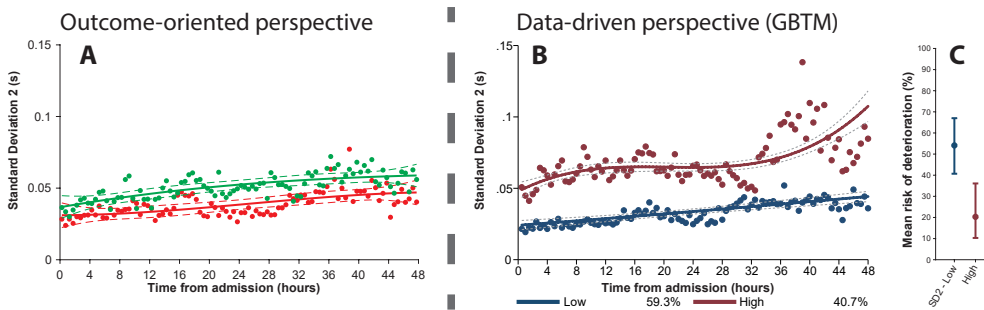 Outcome-oriented perspective
A
Standard Deviation 2 (s)
0.15
0.1
0.05
0
0 4 8 12 16 20 24 28 32 36 40 44 48
Time from admission (hours)
Data-driven perspective (GBTM)
B
Standard Deviation 2 (s)
.15
.1
.05
0
0 4 8 12 16 20 24 28 32 36 40 44 48
Time from admission (hours)
Low 59.3% High 40.7%
C
Mean risk of deterioration (%)
100
90
80
70
60
50
40
30
20
10
0
SD2 - Low
High